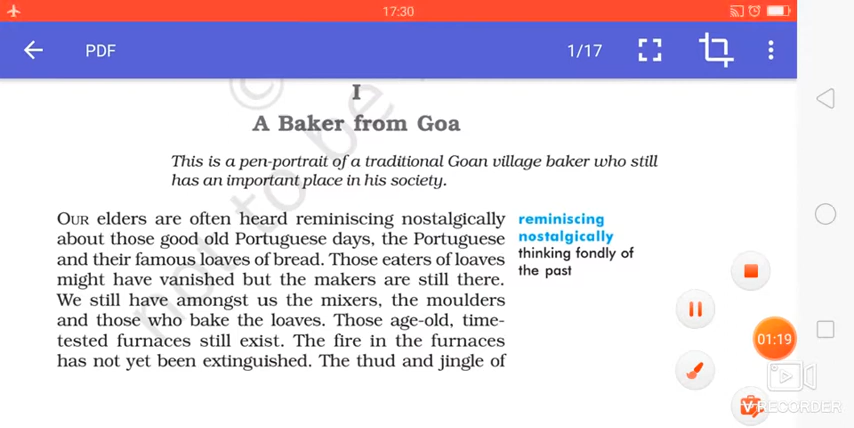 17:30
PDF
1/17
I
A Baker from Goa
This is a pen-portrait of a traditional Goan village baker who still
has an important place in his society.
OUR elders are often heard reminiscing nostalgically
about those good old Portuguese days, the Portuguese
and their famous loaves of bread. Those eaters of loaves
might have vanished but the makers are still there.
We still have amongst us the mixers, the moulders
and those who bake the loaves. Those age-old, time-
tested furnaces still exist. The fire in the furnaces
has not yet been extinguished. The thud and jingle of
reminiscing
nostalgically
thinking fondly of
the past
© not to be
01:19
VRECORDER